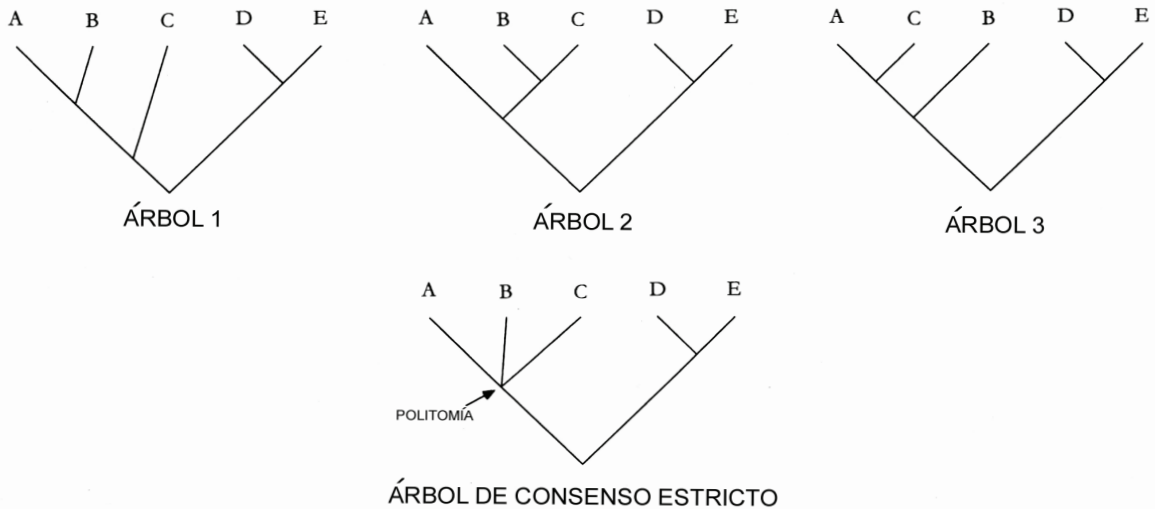 A B C D E
A B C D E
A C B D E
ÁRBOL 1
ÁRBOL 2
ÁRBOL 3
A B C D E
POLITOMÍA
ÁRBOL DE CONSENSO ESTRICTO